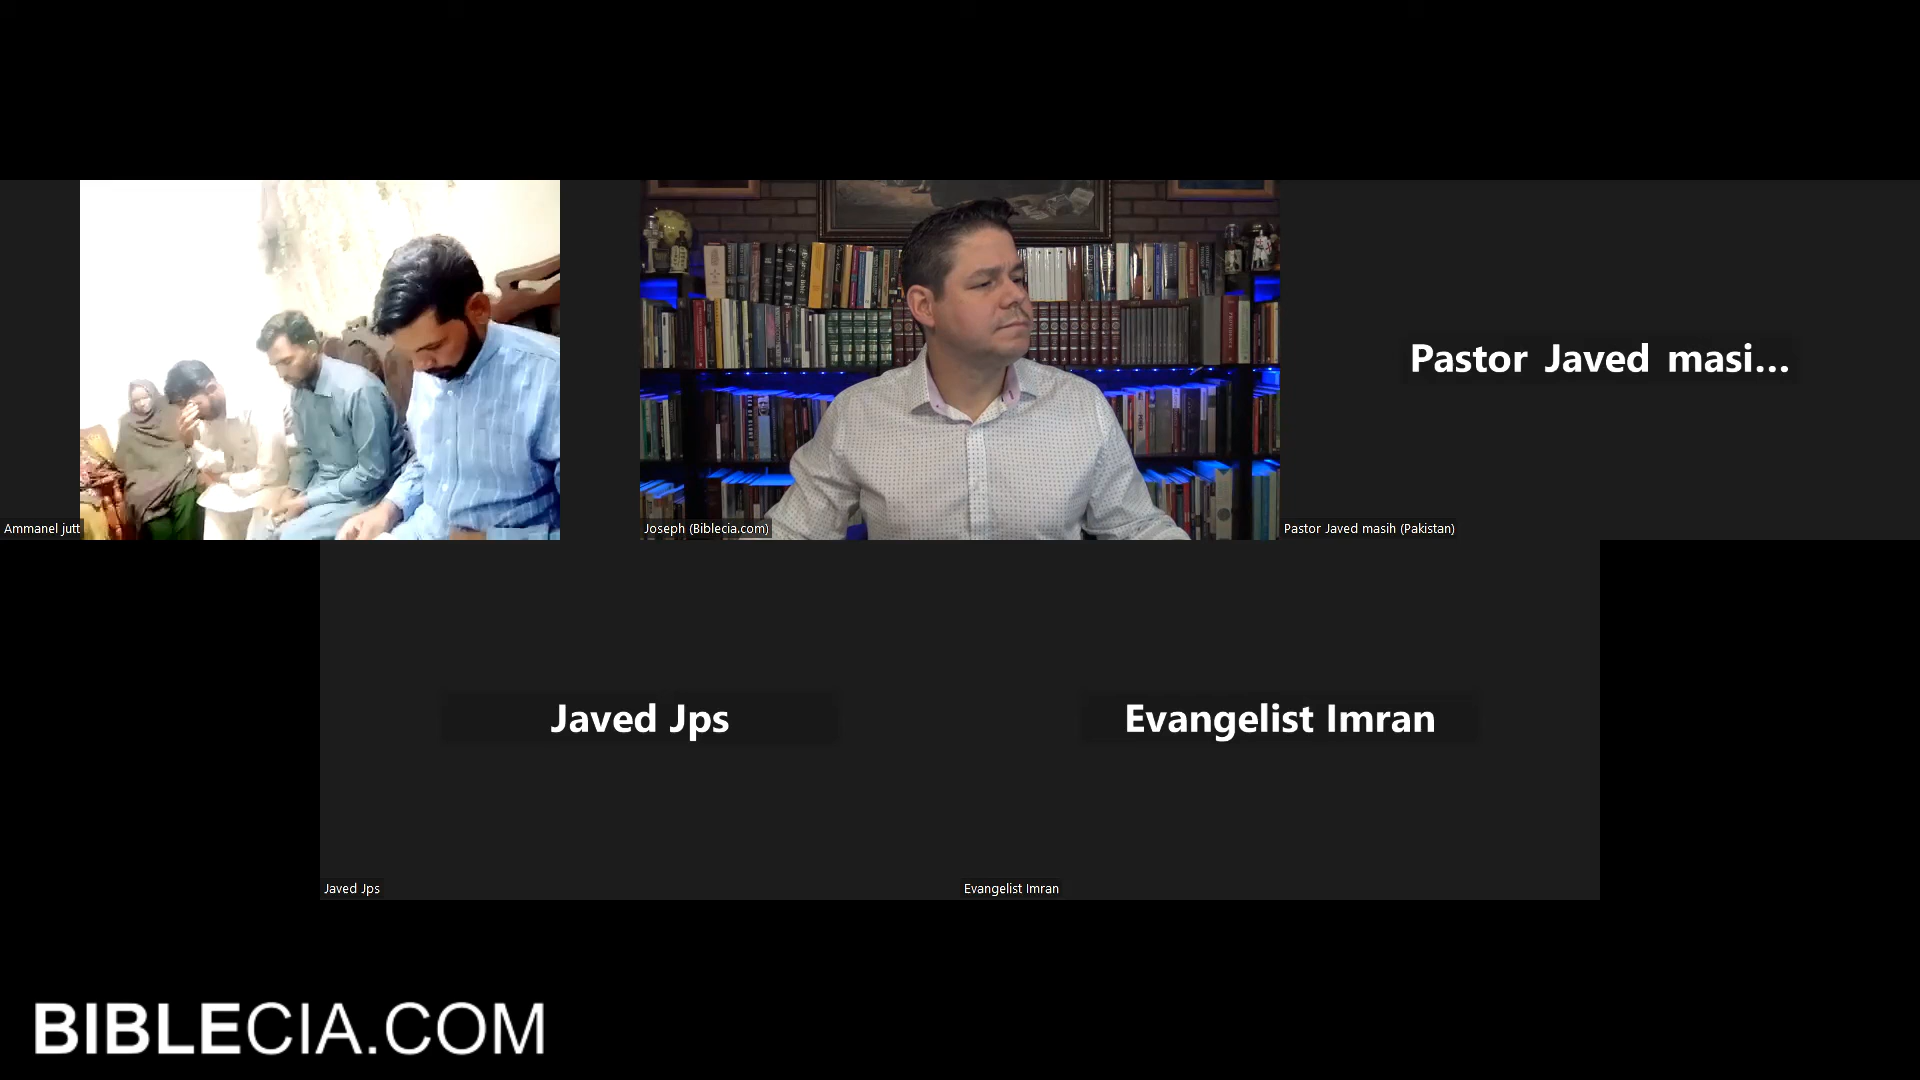 Pastor Javed masi...
Ammanel jutt
Joseph (Biblecia.com)
Pastor Javed masih (Pakistan)
Javed Jps
Evangelist Imran
Javed Jps
Evangelist Imran
BIBLECIA.COM